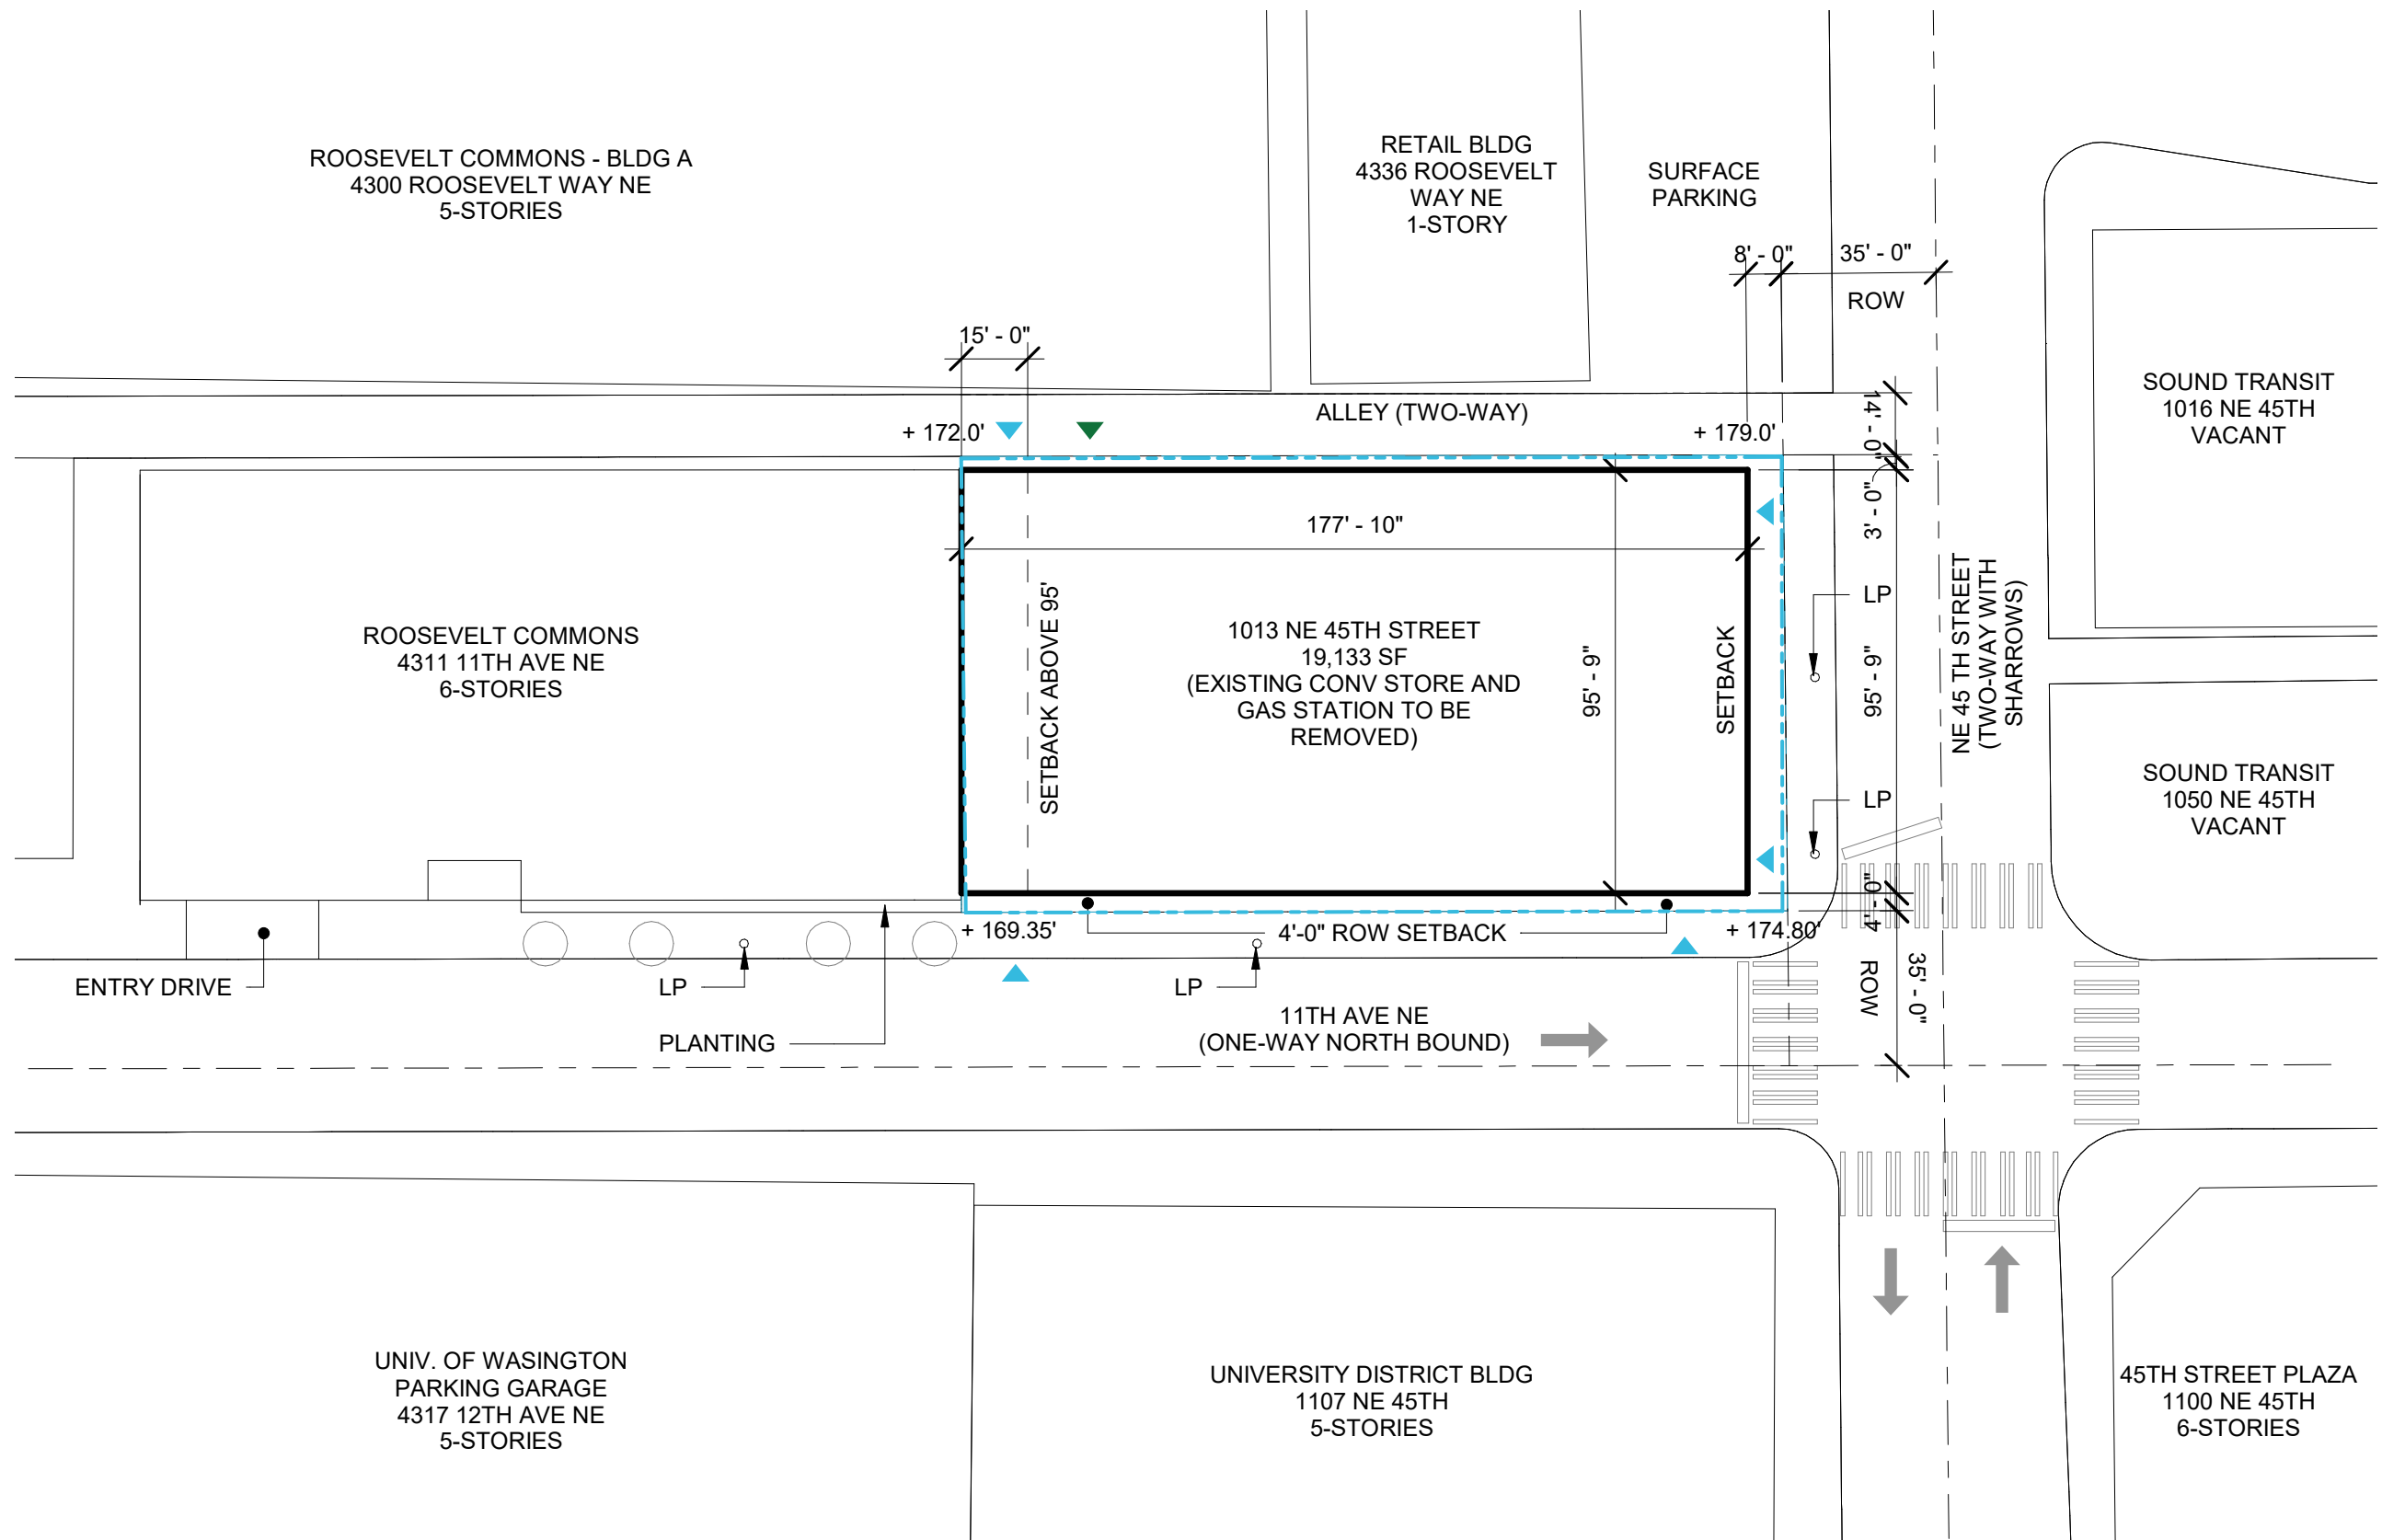 ROOSEVELT COMMONS - BLDG A
4300 ROOSEVELT WAY NE
5-STORIES
RETAIL BLDG
4336 ROOSEVELT
WAY NE
1-STORY
SURFACE
PARKING
8' - 0"
35' - 0"
ROW
15' - 0"
SOUND TRANSIT
1016 NE 45TH
VACANT
ALLEY (TWO-WAY)
+ 172.0'
+ 179.0'
14' - 0"
3' - 0"
177' - 10"
ROOSEVELT COMMONS
4311 11TH AVE NE
6-STORIES
SETBACK ABOVE 95'
1013 NE 45TH STREET
19,133 SF
(EXISTING CONV STORE AND
GAS STATION TO BE
REMOVED)
95' - 9"
SETBACK
LP
95' - 9"
LP
NE 45 TH STREET
(TWO-WAY WITH
SHARROWS)
SOUND TRANSIT
1050 NE 45TH
VACANT
4' - 0"
+ 169.35'
4'-0" ROW SETBACK
+ 174.80'
ENTRY DRIVE
LP
LP
PLANTING
11TH AVE NE
(ONE-WAY NORTH BOUND)
ROW
35' - 0"
UNIV. OF WASINGTON
PARKING GARAGE
4317 12TH AVE NE
5-STORIES
UNIVERSITY DISTRICT BLDG
1107 NE 45TH
5-STORIES
45TH STREET PLAZA
1100 NE 45TH
6-STORIES